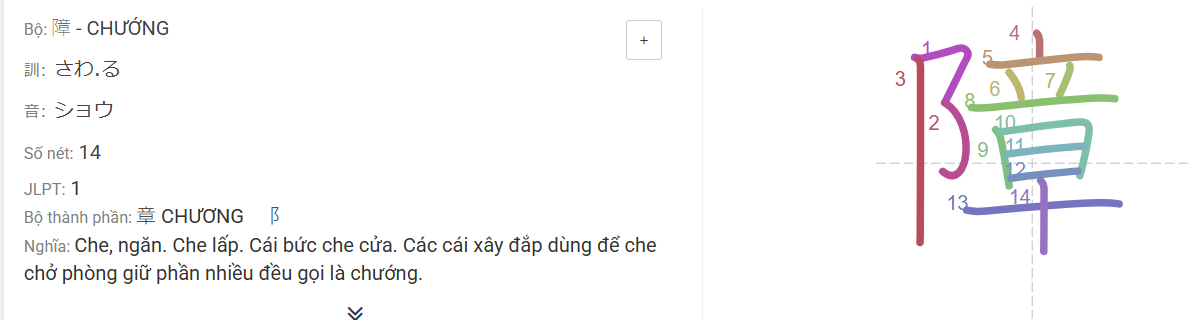 Bộ: 障 - CHƯỚNG
+
訓: さわ.る
音: ショウ
Số nét: 14
JLPT: 1
Bộ thành phần: 章 CHƯƠNG 阝
Nghĩa: Che, ngăn. Che lấp. Cái bức che cửa. Các cái xây đắp dùng để che
chở phòng giữ phần nhiều đều gọi là chướng.
障
1
2
3
4
5
6
7
8
9
10
11
12
13
14